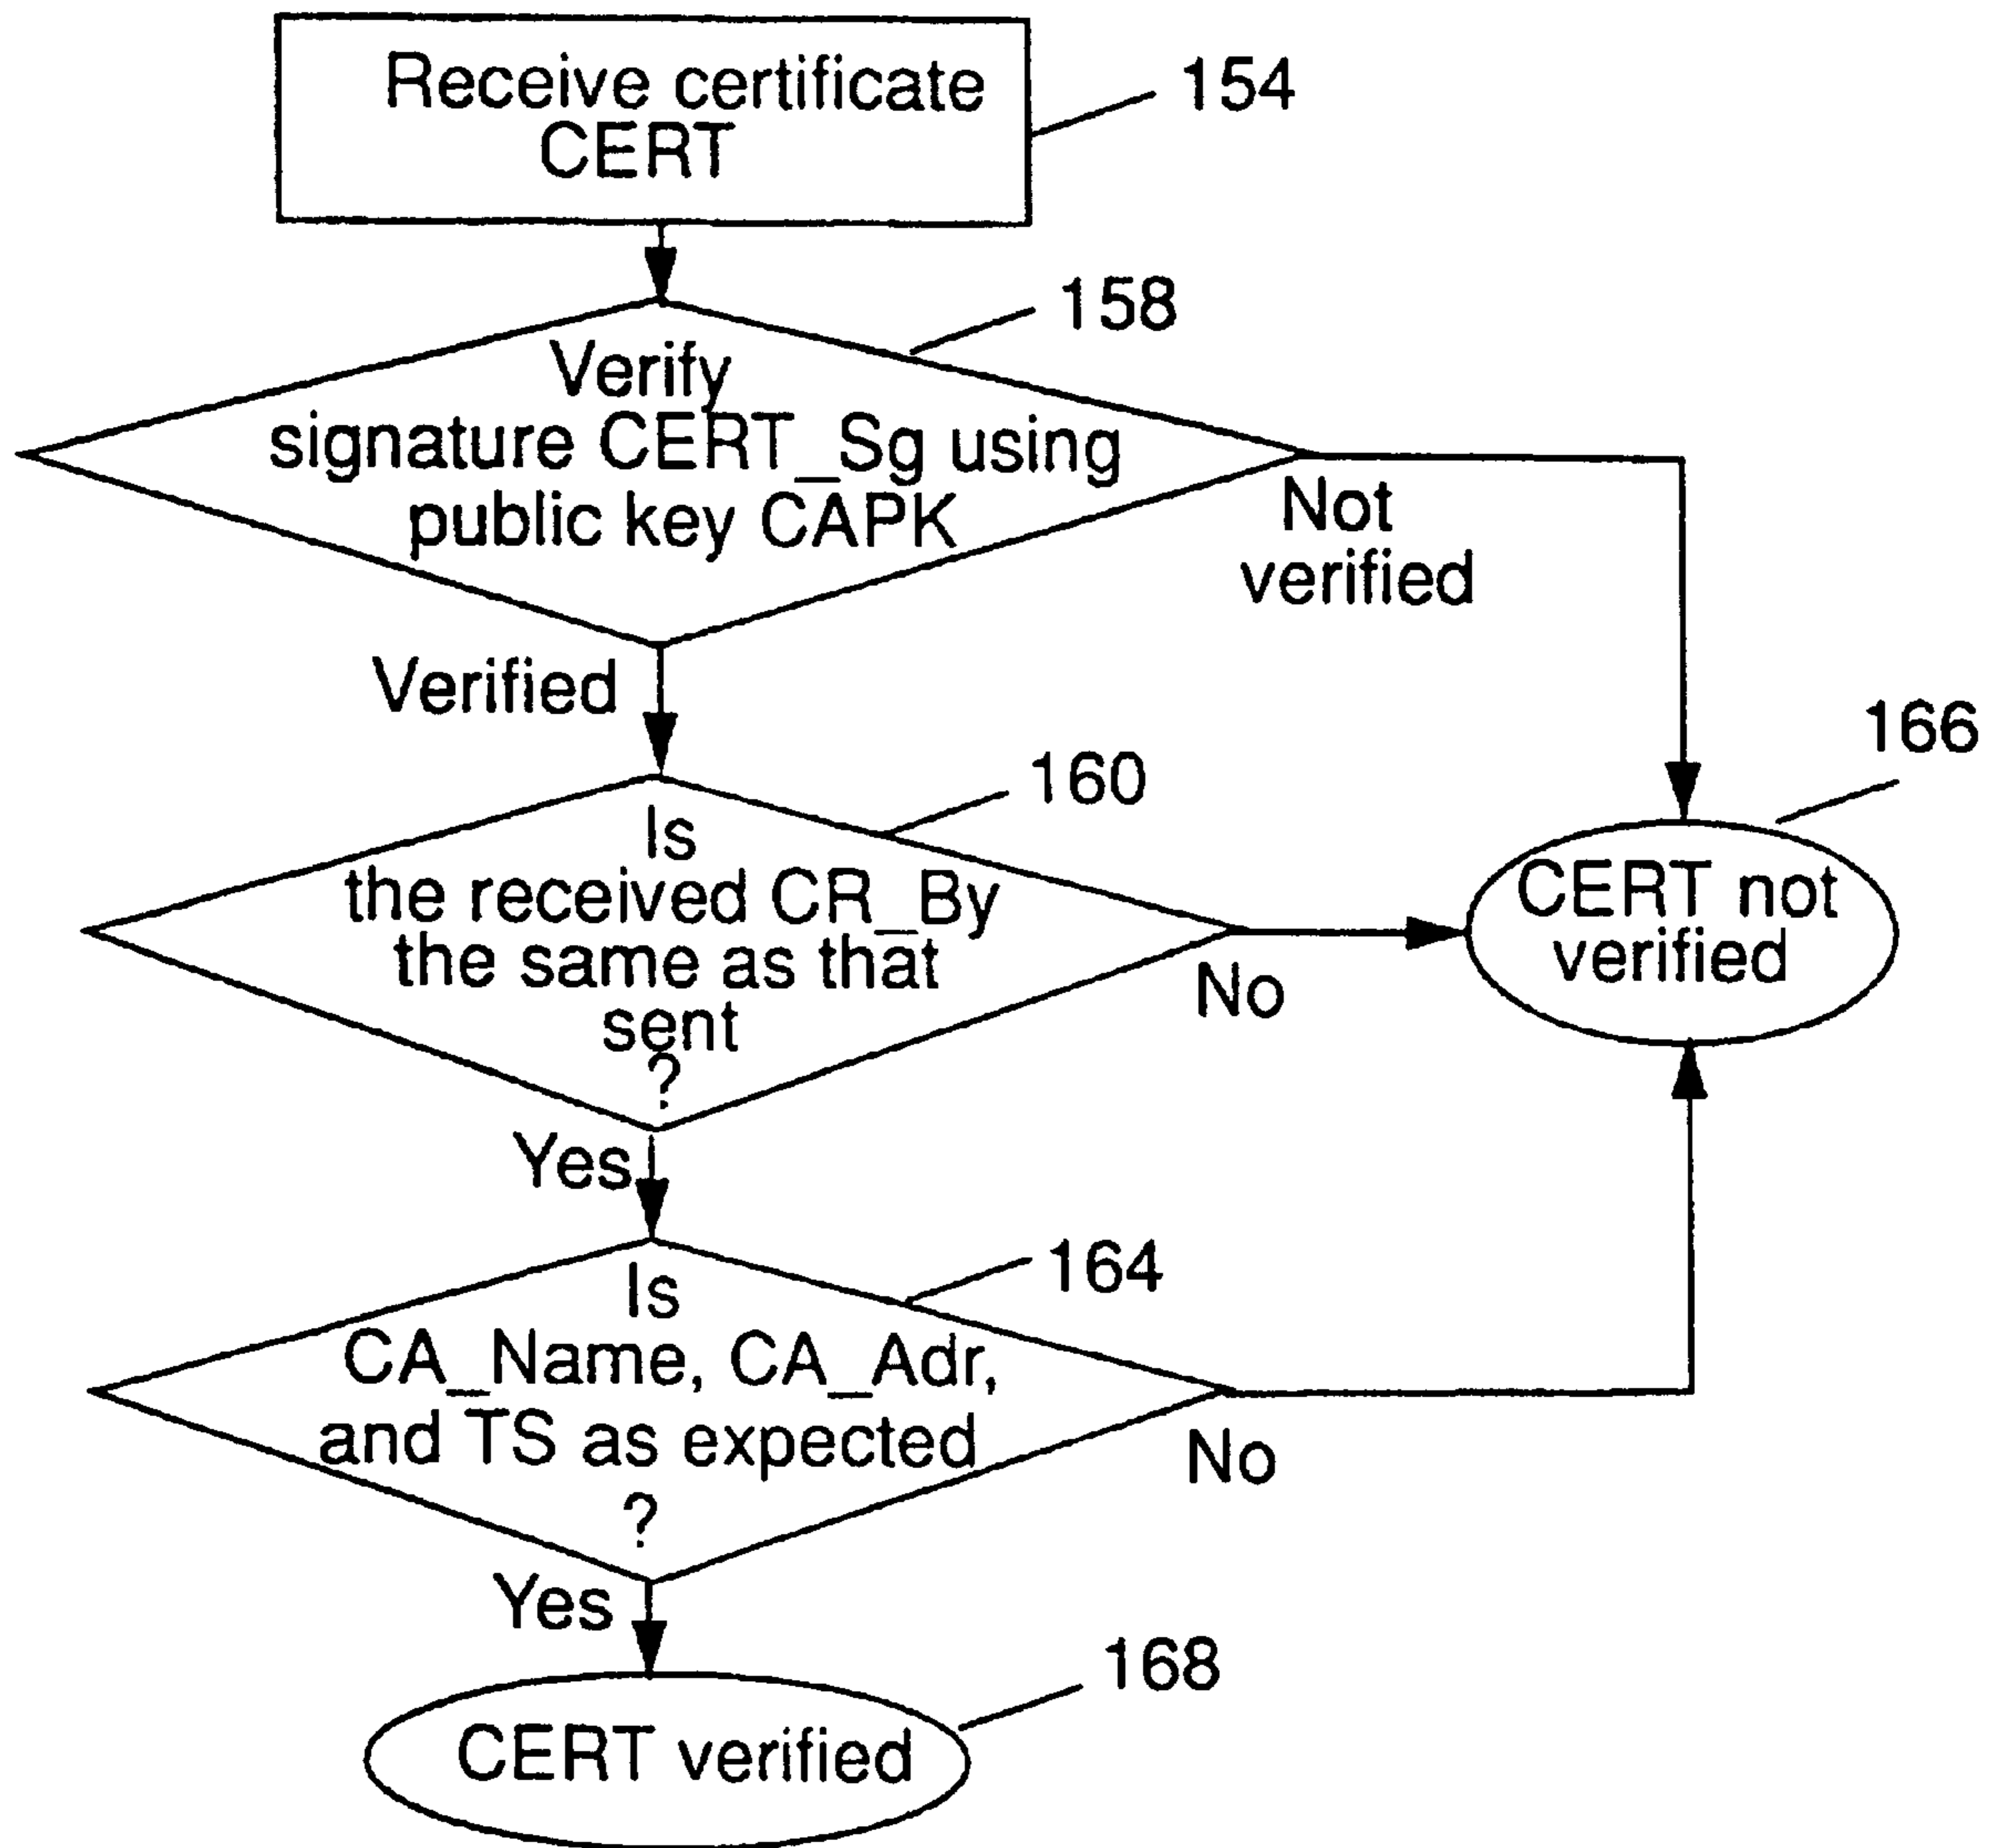 Receive certificate
CERT
154
158
Verify
signature CERT_Sg using
public key CAPK
Not
verified
Verified
166
160
Is
the received CR_By
the same as that
sent
?
CERT not
verified
No
Yes
164
Is
CA_Name, CA_Adr,
and TS as expected
?
No
Yes
168
CERT verified